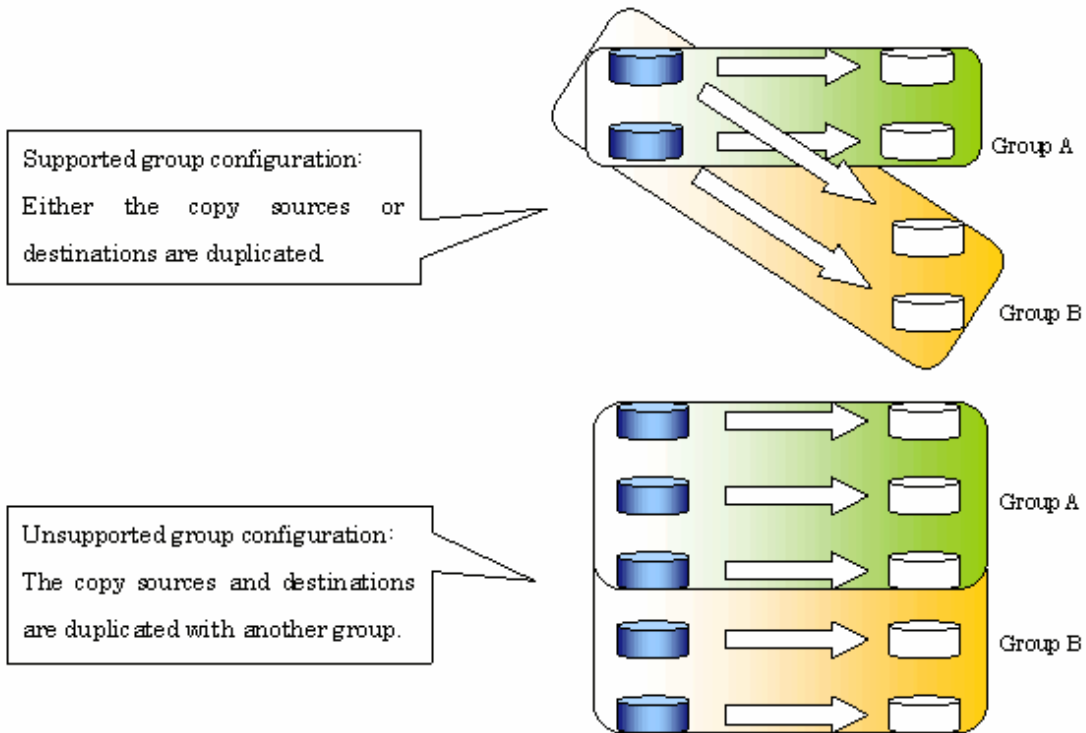 Supported group configuration:
Either the copy sources or
destinations are duplicated.
Group A
Group B
Unsupported group configuration:
The copy sources and destinations
are duplicated with another group.
Group A
Group B